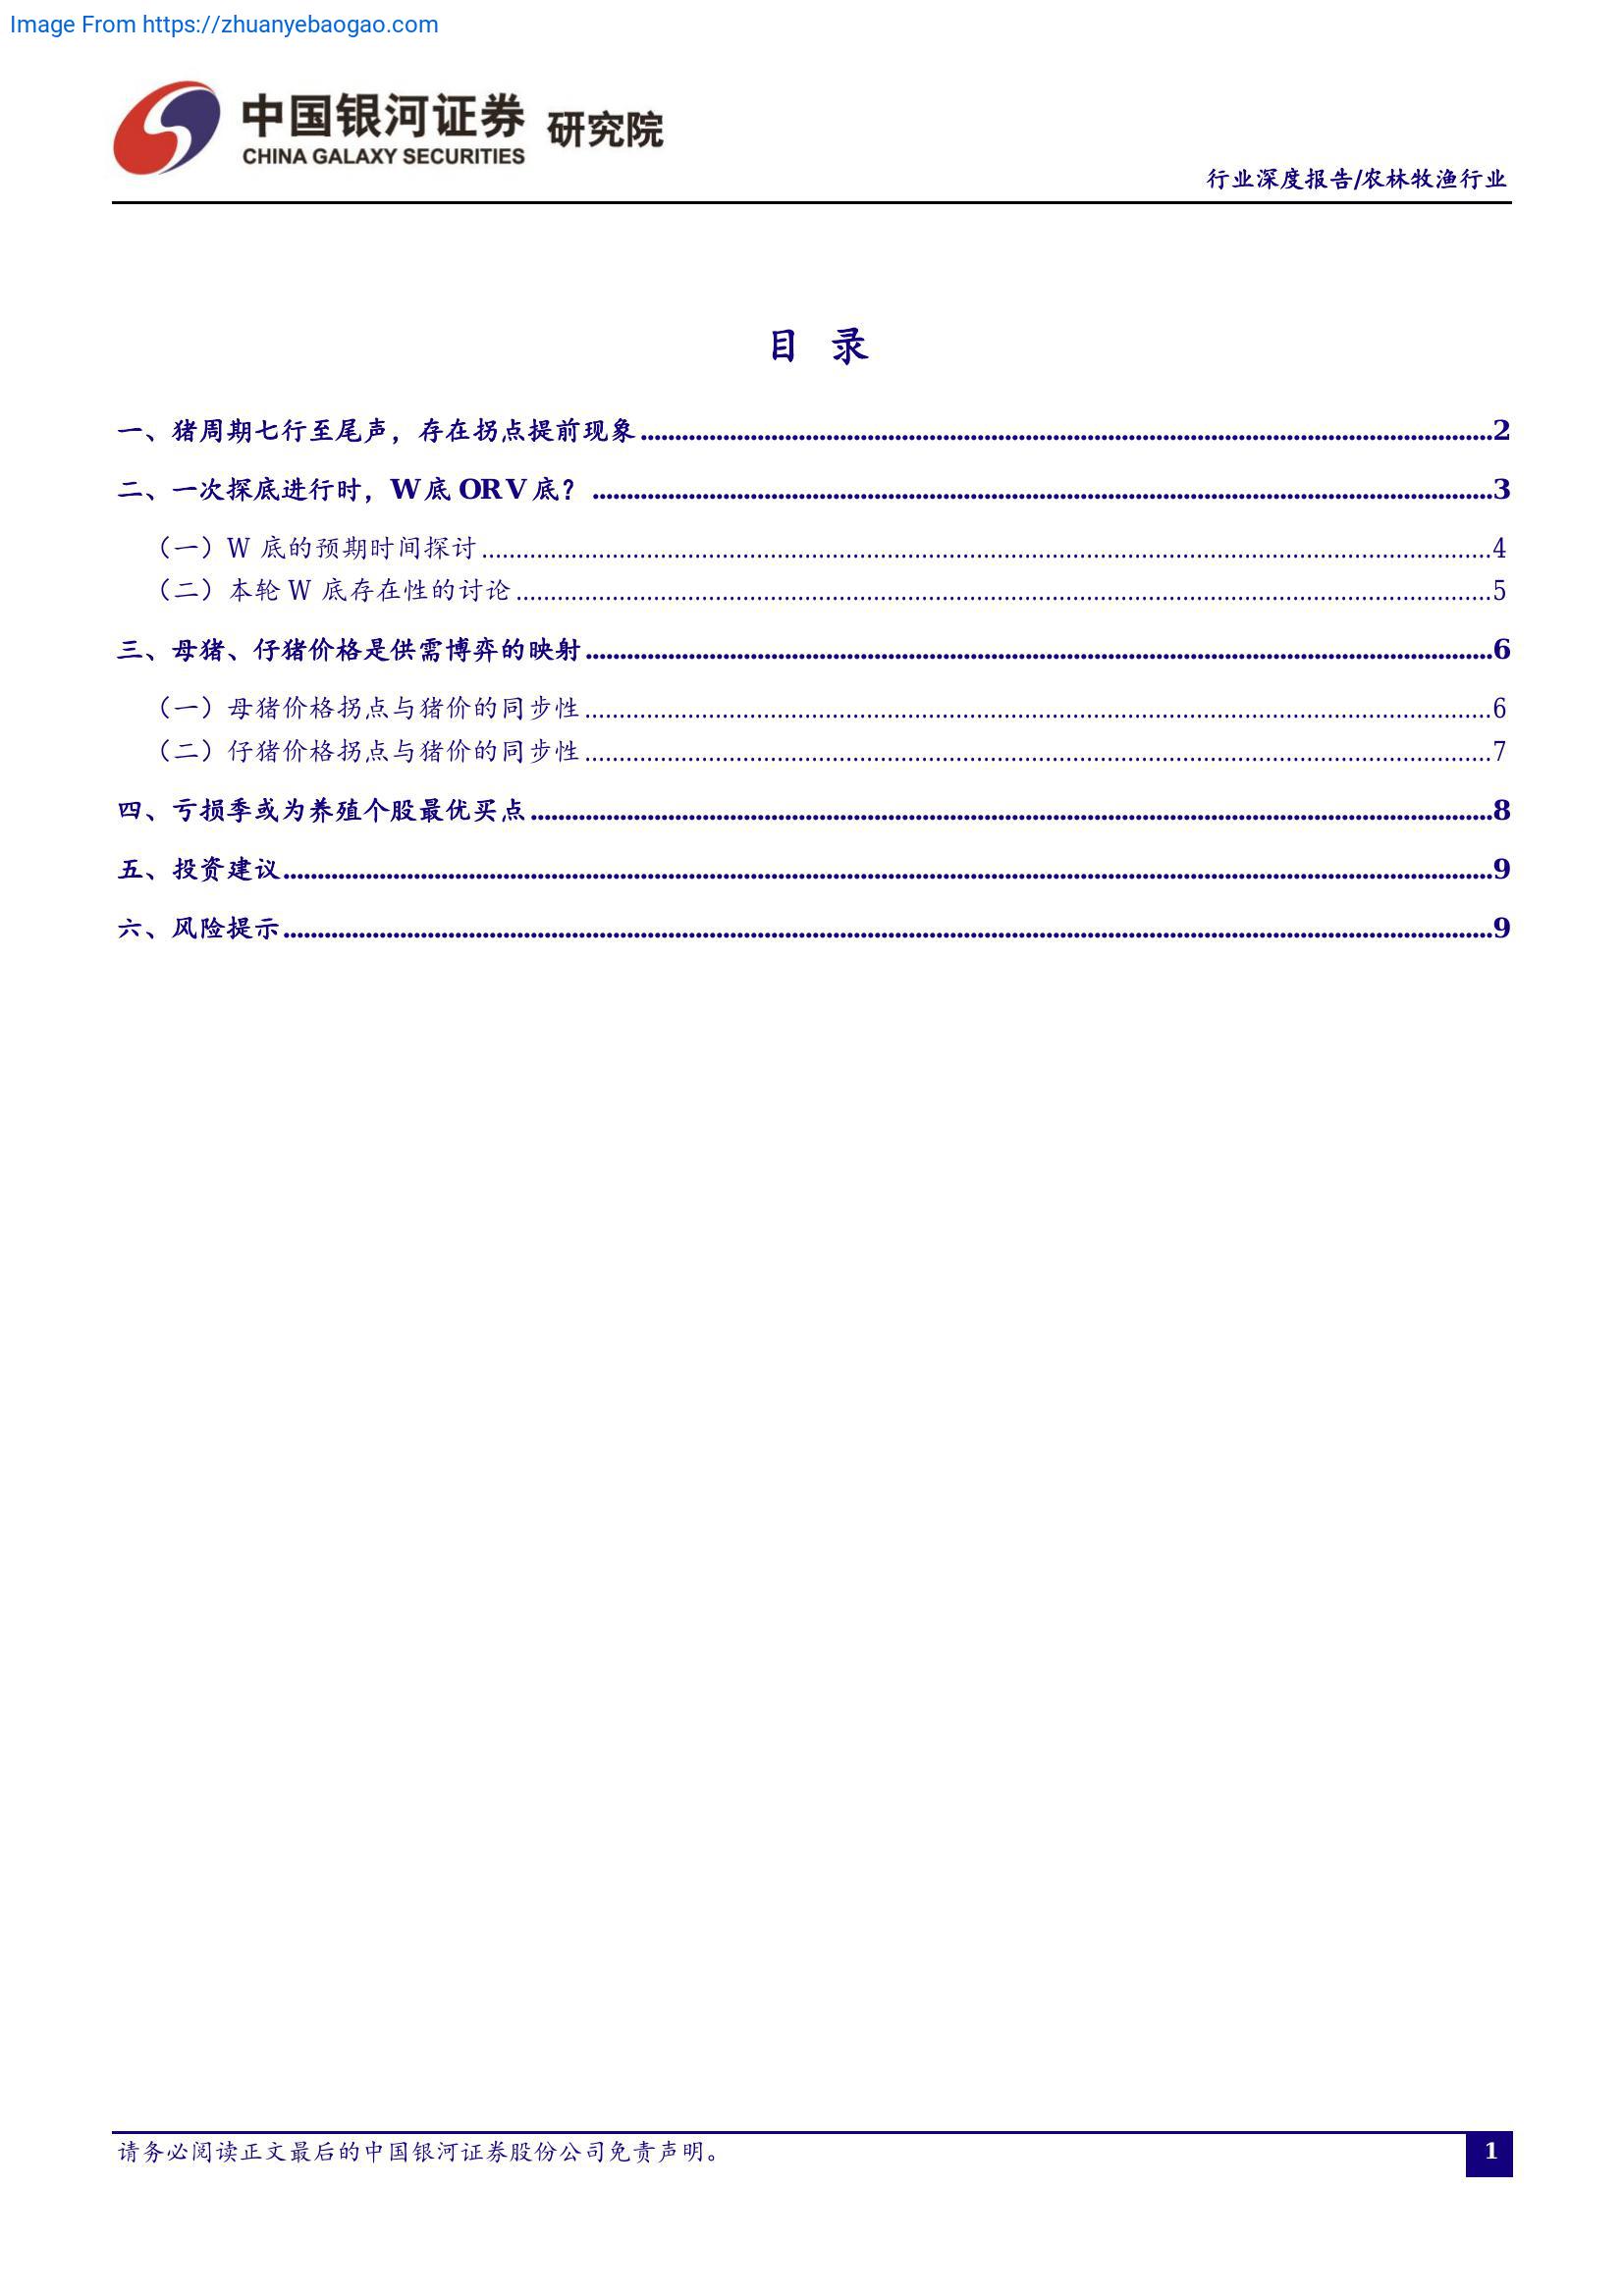 Image From https://zhuanyebaogao.com
中国银河证券 研究院
CHINA GALAXY SECURITIES
行业深度报告/农林牧渔行业
目 录
一、猪周期七行至尾声，存在拐点提前现象........2
二、一次探底进行时，W 底 OR V 底？........3
（一）W 底的预期时间探讨........4
（二）本轮 W 底存在性的讨论........5
三、母猪、仔猪价格是供需博弈的映射........6
（一）母猪价格拐点与猪价的同步性........6
（二）仔猪价格拐点与猪价的同步性........7
四、亏损季或为养殖个股最优买点........8
五、投资建议........9
六、风险提示........9
请务必阅读正文最后的中国银河证券股份公司免责声明。
1